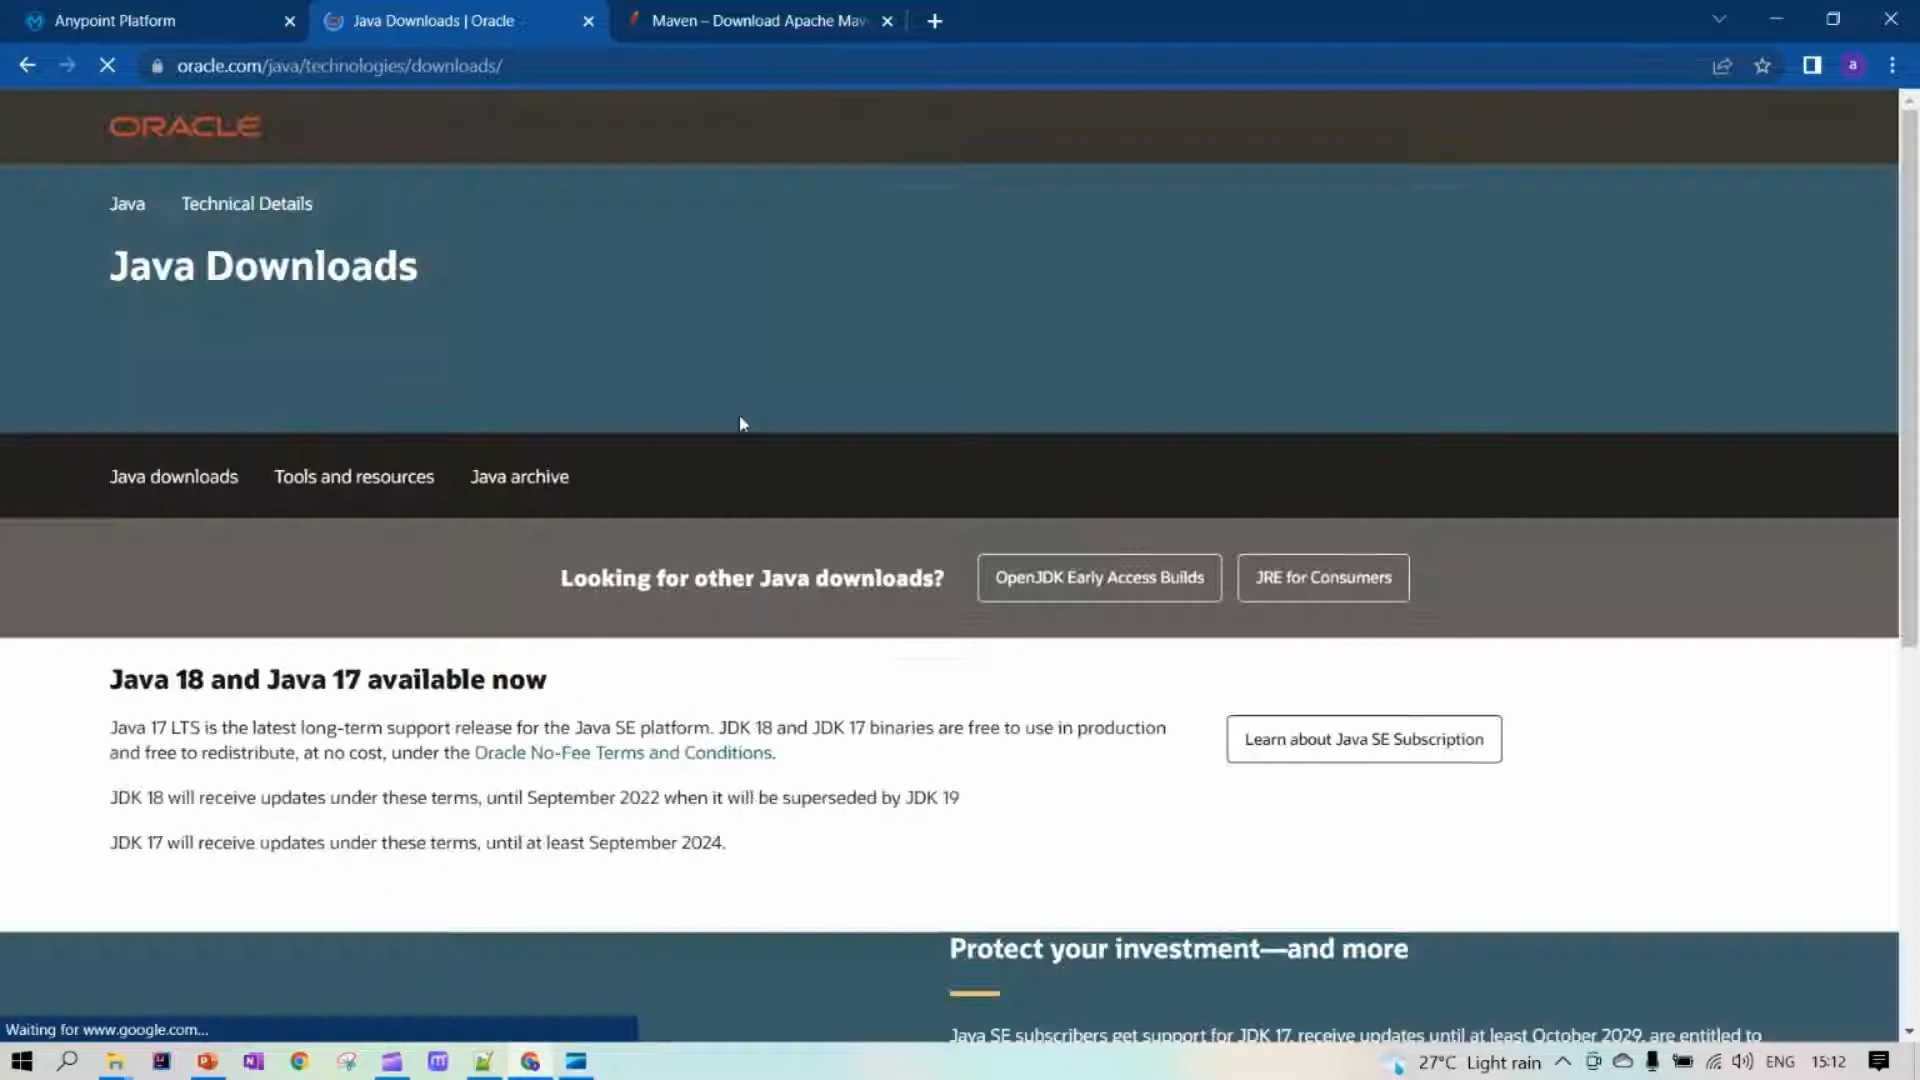 Anypoint Platform
Java Downloads | Oracle
Maven – Download Apache Mav
oracle.com/java/technologies/downloads/
a
ORACLE
Java Technical Details
Java Downloads
Java downloads Tools and resources Java archive
Looking for other Java downloads? OpenJDK Early Access Builds JRE for Consumers
Java 18 and Java 17 available now
Java 17 LTS is the latest long-term support release for the Java SE platform. JDK 18 and JDK 17 binaries are free to use in production
and free to redistribute, at no cost, under the Oracle No-Fee Terms and Conditions.
Learn about Java SE Subscription
JDK 18 will receive updates under these terms, until September 2022 when it will be superseded by JDK 19
JDK 17 will receive updates under these terms, until at least September 2024.
Protect your investment—and more
Java SE subscribers get support for JDK 17, receive updates until at least October 2029, are entitled to
Waiting for www.google.com...
27°C Light rain ENG 15:12